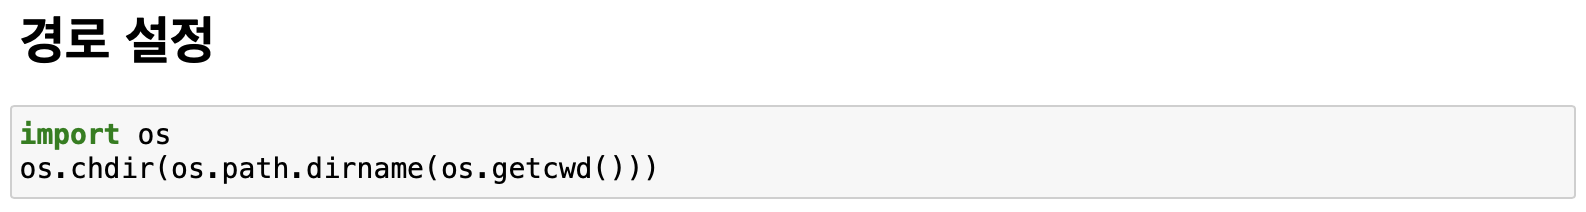 경로 설정
import os
os.chdir(os.path.dirname(os.getcwd()))